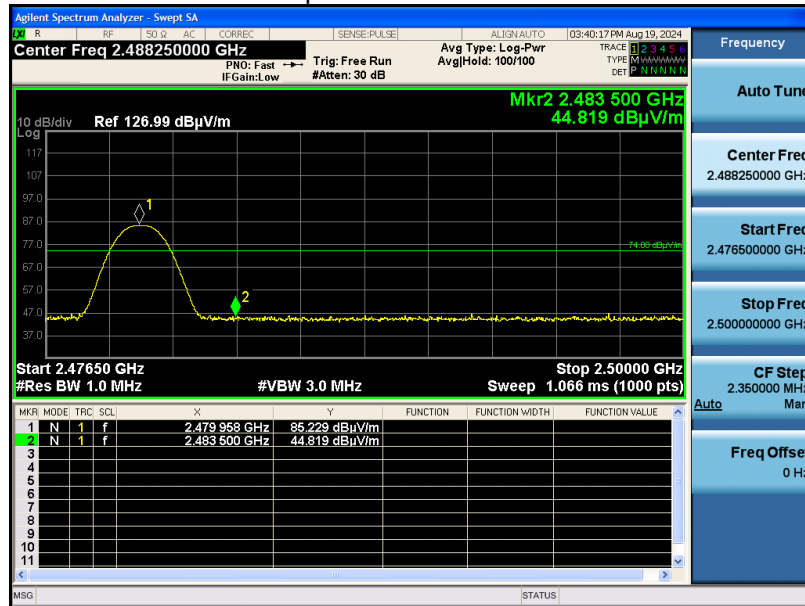 Agilent Spectrum Analyzer - Swept SA
LXI R RF 50 Ω AC CORREC SENSE:PULSE ALIGN AUTO 03:40:17 PM Aug 19, 2024
Center Freq 2.488250000 GHz
PNO: Fast
IFGain:Low
Trig: Free Run
#Atten: 30 dB
Avg Type: Log-Pwr
Avg|Hold: 100/100
TRACE 1 2 3 4 5 6
TYPE M
DET P N N N N N
Mkr2 2.483 500 GHz
44.819 dBµV/m
10 dB/div Ref 126.99 dBµV/m
Log
117
107
97.0
87.0
77.0
67.0
57.0
47.0
37.0
1
2
74.00 dBµV/m
Start 2.47650 GHz Stop 2.50000 GHz
#Res BW 1.0 MHz #VBW 3.0 MHz Sweep 1.066 ms (1000 pts)
MKR MODE TRC SCL X Y FUNCTION FUNCTION WIDTH FUNCTION VALUE
1 N 1 f 2.479 958 GHz 85.229 dBµV/m
2 N 1 f 2.483 500 GHz 44.819 dBµV/m
3
4
5
6
7
8
9
10
11
MSG STATUS
Frequency
Auto Tune
Center Freq
2.488250000 GHz
Start Freq
2.476500000 GHz
Stop Freq
2.500000000 GHz
CF Step
2.350000 MHz
Auto Man
Freq Offset
0 Hz